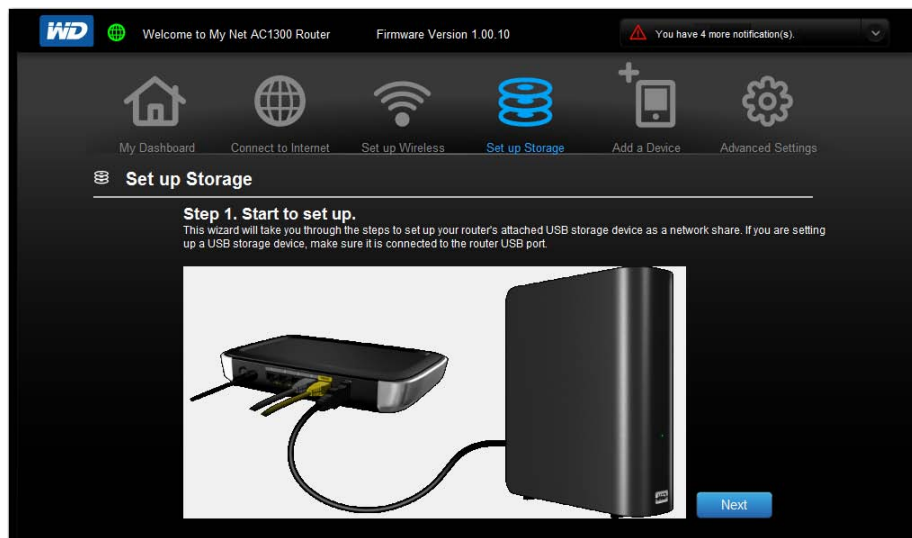 WD
Welcome to My Net AC1300 Router
Firmware Version 1.00.10
You have 4 more notification(s).
My Dashboard
Connect to Internet
Set up Wireless
Set up Storage
Add a Device
Advanced Settings
Set up Storage
Step 1. Start to set up.
This wizard will take you through the steps to set up your router's attached USB storage device as a network share. If you are setting
up a USB storage device, make sure it is connected to the router USB port.
WD
Next